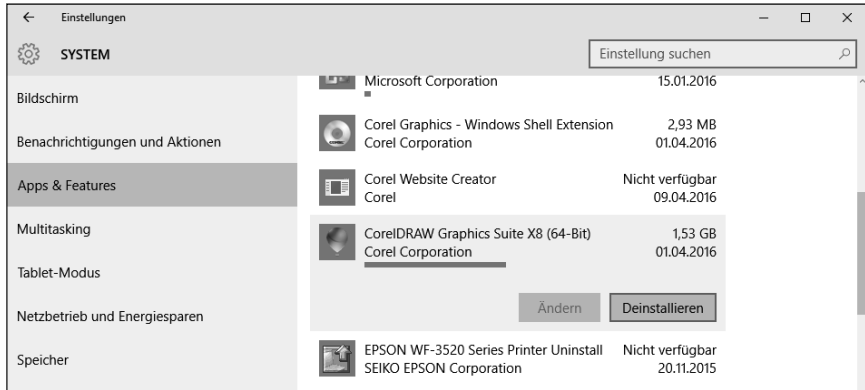 Einstellungen
SYSTEM
Einstellung suchen
Bildschirm
Benachrichtigungen und Aktionen
Apps & Features
Multitasking
Tablet-Modus
Netzbetrieb und Energiesparen
Speicher
Microsoft Corporation 15.01.2016
Corel Graphics - Windows Shell Extension 2,93 MB
Corel Corporation 01.04.2016
Corel Website Creator Nicht verfügbar
Corel 09.04.2016
CorelDRAW Graphics Suite X8 (64-Bit) 1,53 GB
Corel Corporation 01.04.2016
Ändern Deinstallieren
EPSON WF-3520 Series Printer Uninstall Nicht verfügbar
SEIKO EPSON Corporation 20.11.2015